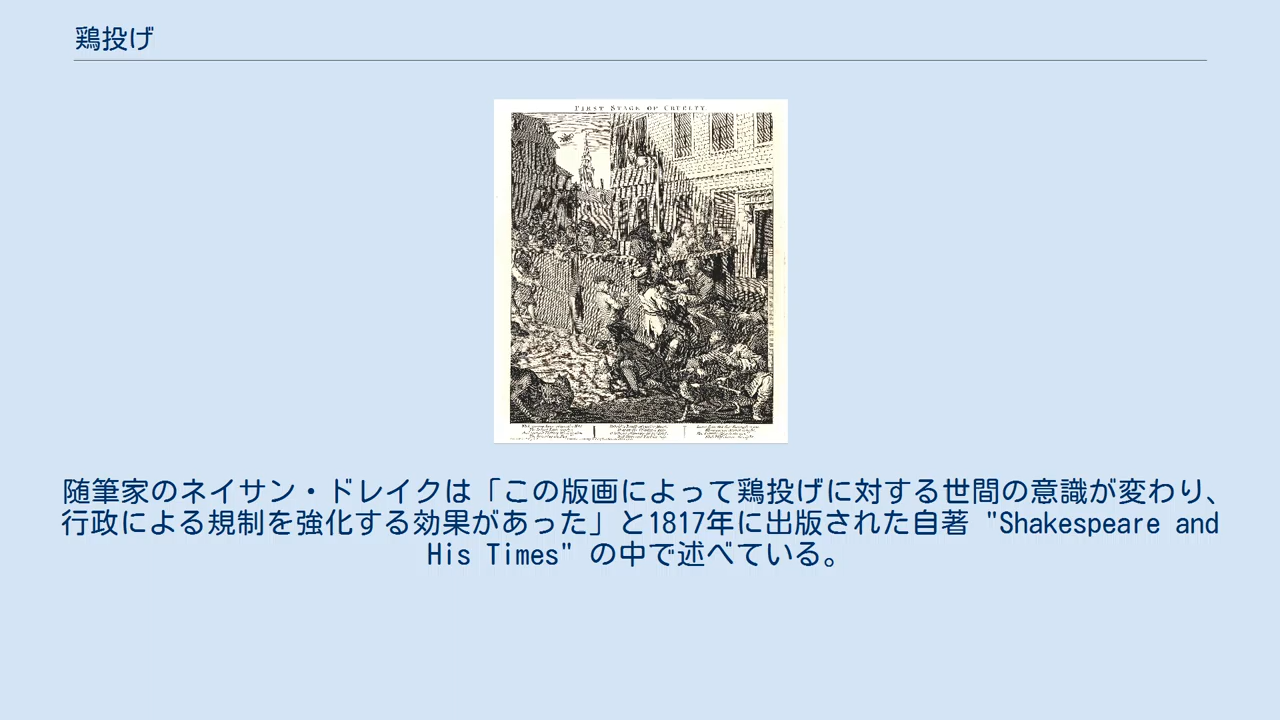 鶏投げ
FIRST STAGE OF CRUELTY.
随筆家のネイサン・ドレイクは「この版画によって鶏投げに対する世間の意識が変わり、
行政による規制を強化する効果があった」と1817年に出版された自著 "Shakespeare and
His Times" の中で述べている。